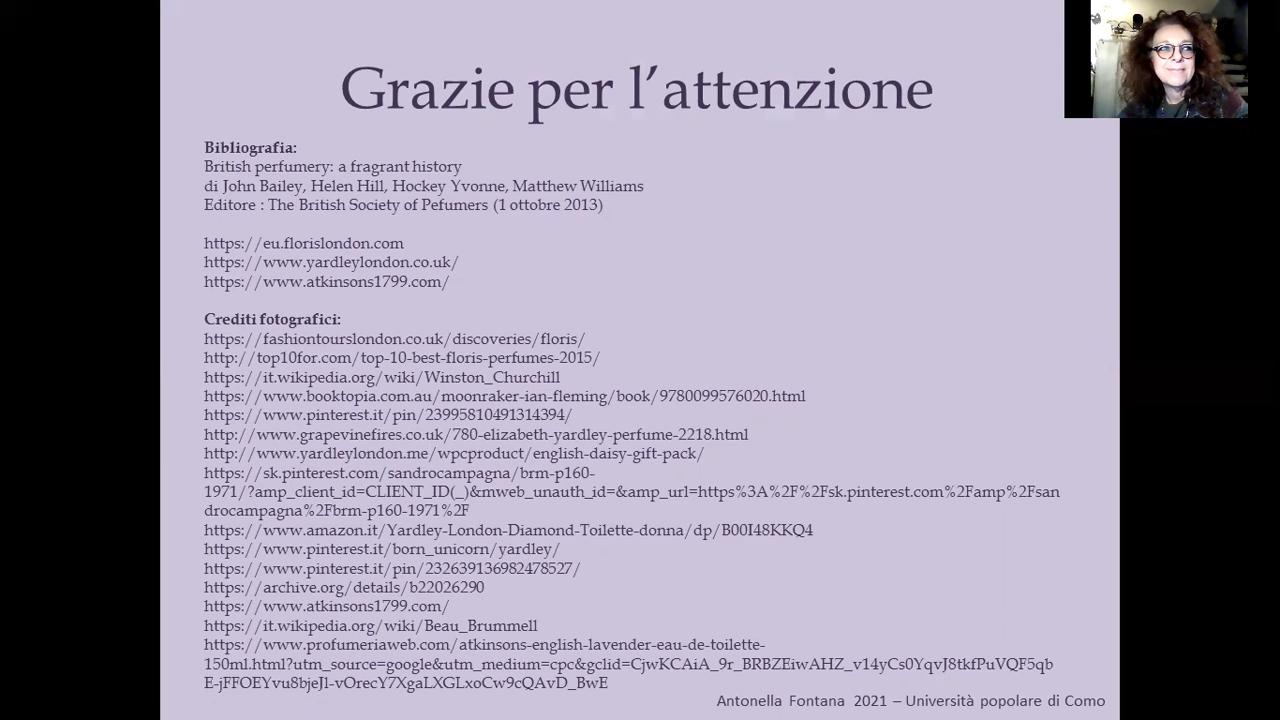 Grazie per l’attenzione
Bibliografia:
British perfumery: a fragrant history
di John Bailey, Helen Hill, Hockey Yvonne, Matthew Williams
Editore : The British Society of Pefumers (1 ottobre 2013)
https://eu.florislondon.com
https://www.yardleylondon.co.uk/
https://www.atkinsons1799.com/
Crediti fotografici:
https://fashiontourslondon.co.uk/discoveries/floris/
http://top10for.com/top-10-best-floris-perfumes-2015/
https://it.wikipedia.org/wiki/Winston_Churchill
https://www.booktopia.com.au/moonraker-ian-fleming/book/9780099576020.html
https://www.pinterest.it/pin/23995810491314394/
http://www.grapevinefires.co.uk/780-elizabeth-yardley-perfume-2218.html
http://www.yardleylondon.me/wpcproduct/english-daisy-gift-pack/
https://sk.pinterest.com/sandrocampagna/brm-p160-
1971/?amp_client_id=CLIENT_ID(_)&mweb_unauth_id=&amp_url=https%3A%2F%2Fsk.pinterest.com%2Famp%2Fsan
drocampagna%2Fbrm-p160-1971%2F
https://www.amazon.it/Yardley-London-Diamond-Toilette-donna/dp/B00I48KKQ4
https://www.pinterest.it/born_unicorn/yardley/
https://www.pinterest.it/pin/232639136982478527/
https://archive.org/details/b22026290
https://www.atkinsons1799.com/
https://it.wikipedia.org/wiki/Beau_Brummell
https://www.profumeriaweb.com/atkinsons-english-lavender-eau-de-toilette-
150ml.html?utm_source=google&utm_medium=cpc&gclid=CjwKCAiA_9r_BRBZEiwAHZ_v14yCs0YqvJ8tkfPuVQF5qb
E-jFFOEYvu8bjeJl-vOrecY7XgaLXGLxoCw9cQAvD_BwE
Antonella Fontana 2021 – Università popolare di Como